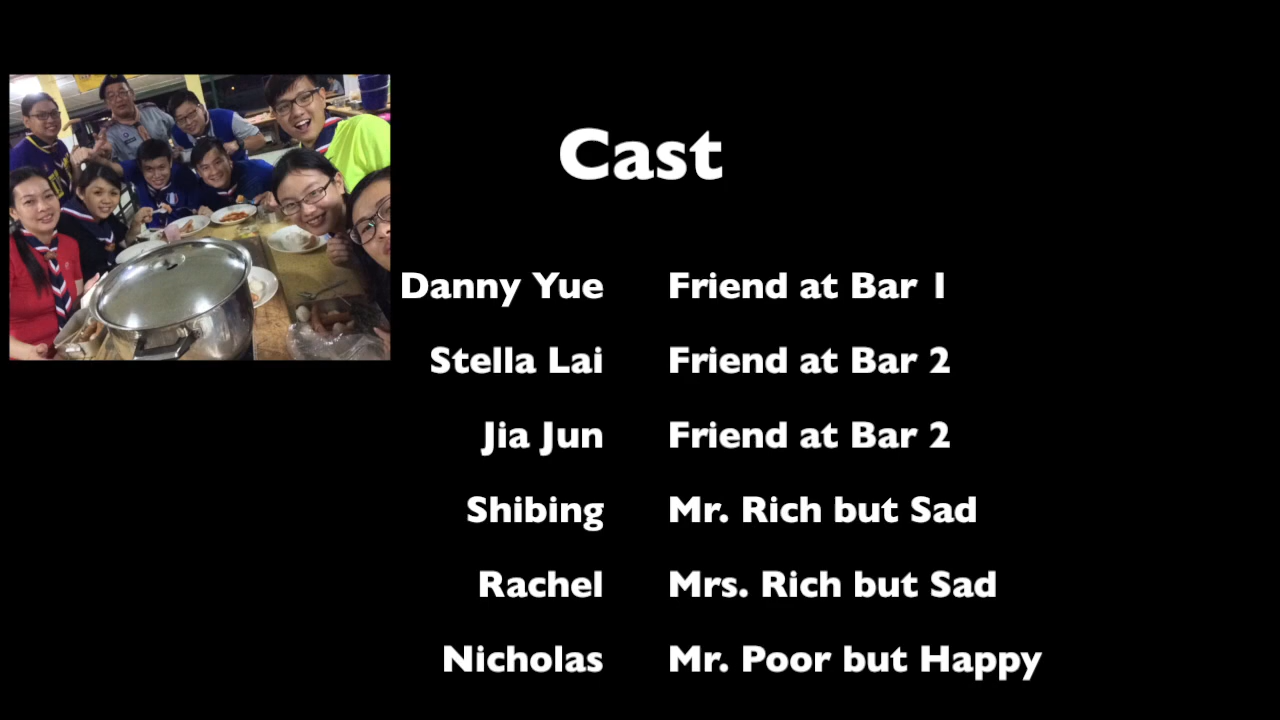 Cast
Danny Yue Friend at Bar 1
Stella Lai Friend at Bar 2
Jia Jun Friend at Bar 2
Shibing Mr. Rich but Sad
Rachel Mrs. Rich but Sad
Nicholas Mr. Poor but Happy